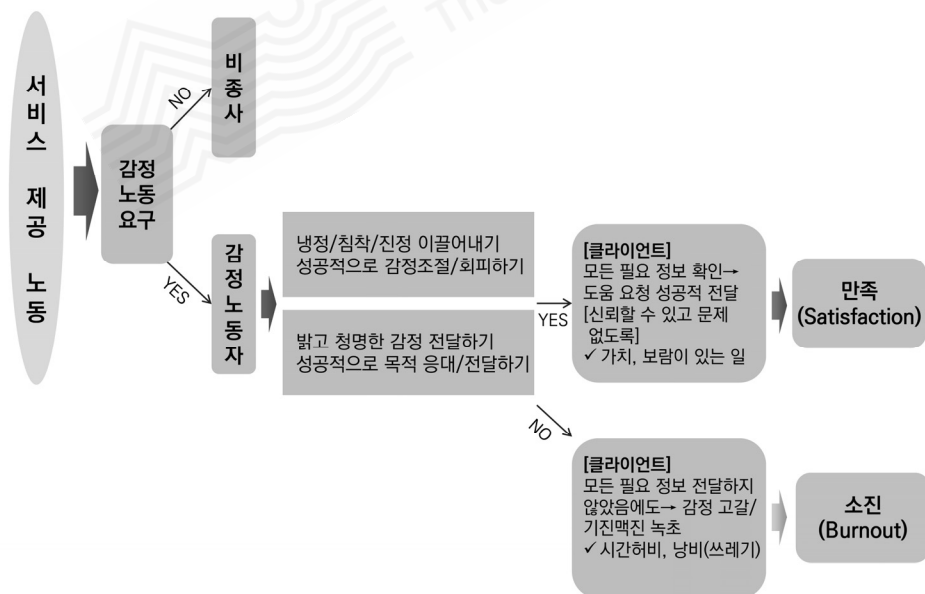 서비스 제공 노동
감정
노동
요구
NO
YES
비종사
감정노동자
냉정/침착/진정 이끌어내기
성공적으로 감정조절/회피하기
밝고 청명한 감정 전달하기
성공적으로 목적 응대/전달하기
YES
NO
[클라이언트]
모든 필요 정보 확인→
도움 요청 성공적 전달
[신뢰할 수 있고 문제
없도록]
✓ 가치, 보람이 있는 일
만족
(Satisfaction)
[클라이언트]
모든 필요 정보 전달하지
않았음에도→ 감정 고갈/
기진맥진 녹초
✓ 시간허비, 낭비(쓰레기)
소진
(Burnout)